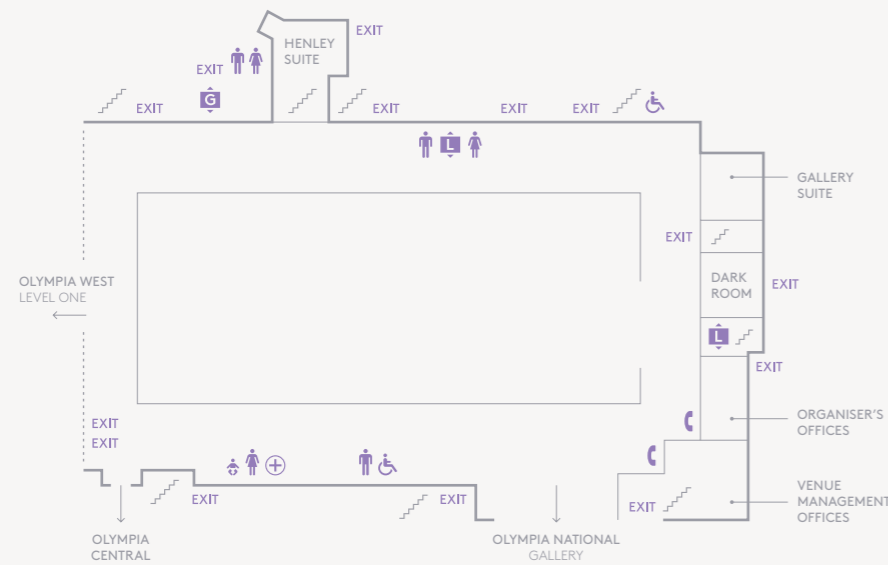 HENLEY
SUITE
EXIT
EXIT
EXIT
G
EXIT
EXIT
EXIT
L
GALLERY
SUITE
EXIT
OLYMPIA WEST
LEVEL ONE
DARK
ROOM
EXIT
L
EXIT
EXIT
EXIT
ORGANISER'S
OFFICES
EXIT
EXIT
EXIT
VENUE
MANAGEMENT
OFFICES
OLYMPIA
CENTRAL
OLYMPIA NATIONAL
GALLERY